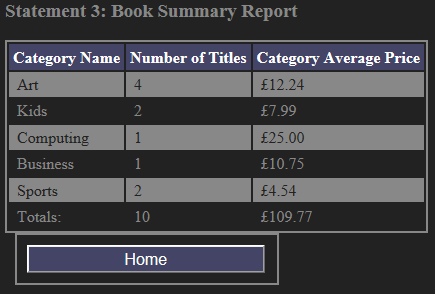 Statement 3: Book Summary Report
Category Name Number of Titles Category Average Price
Art 4 £12.24
Kids 2 £7.99
Computing 1 £25.00
Business 1 £10.75
Sports 2 £4.54
Totals: 10 £109.77
Home